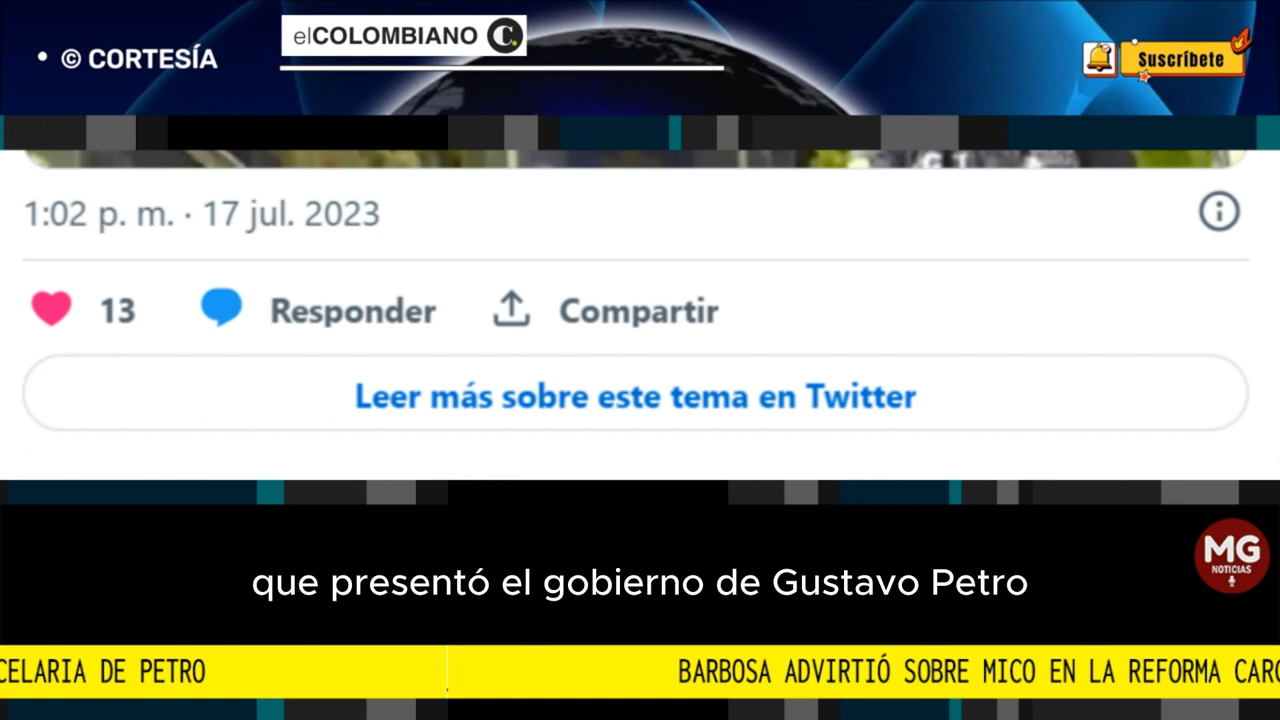 • © CORTESÍA
elCOLOMBIANO C.
Suscríbete
1:02 p. m. · 17 jul. 2023
13 Responder Compartir
Leer más sobre este tema en Twitter
MG
NOTICIAS
que presentó el gobierno de Gustavo Petro
CELARIA DE PETRO BARBOSA ADVIRTIÓ SOBRE MICO EN LA REFORMA CARC